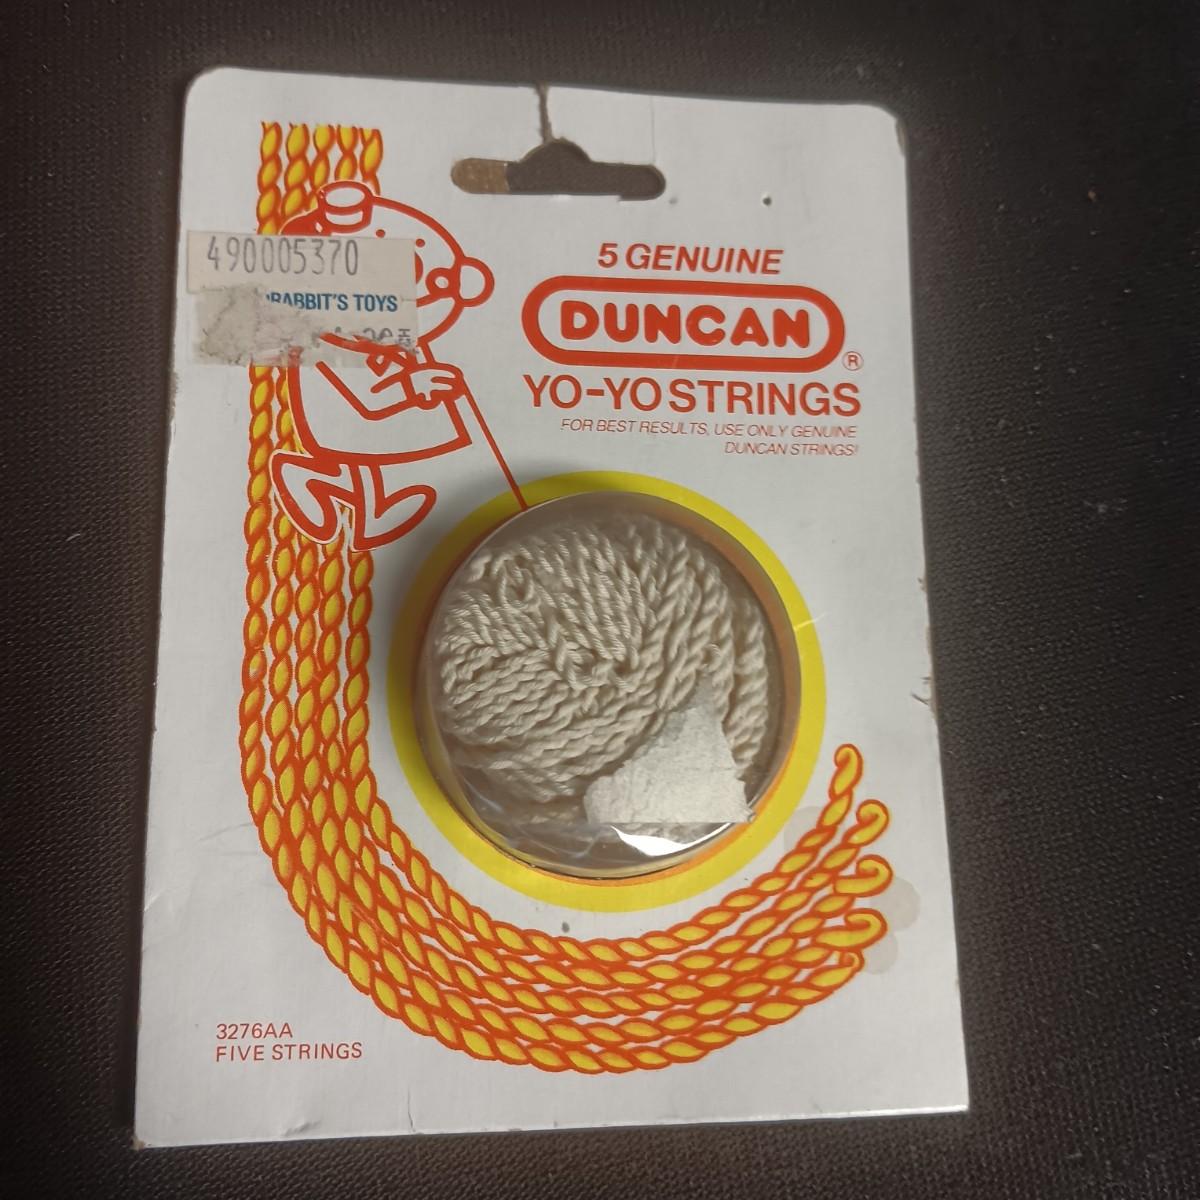 490005370
RABBIT'S TOYS
5 GENUINE
DUNCAN®
YO-YO STRINGS
FOR BEST RESULTS, USE ONLY GENUINE
DUNCAN STRINGS!
3276AA
FIVE STRINGS